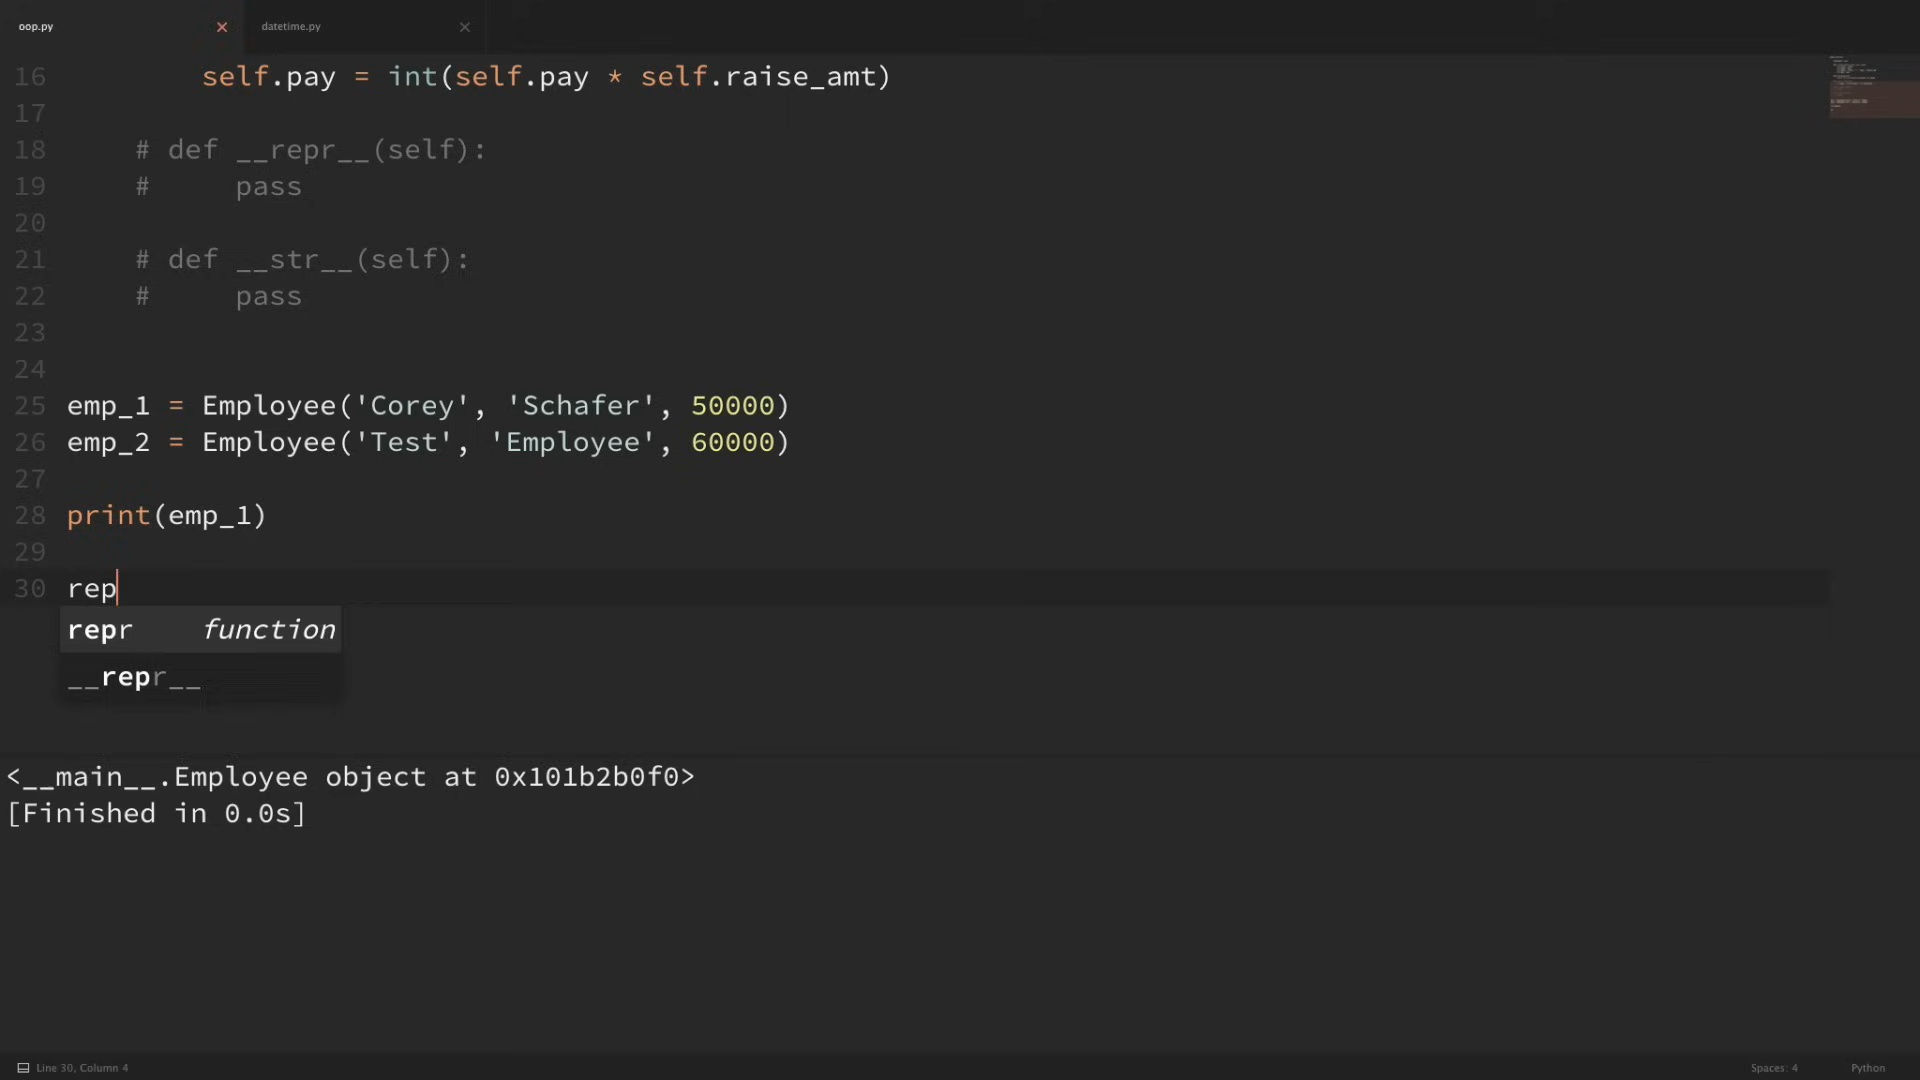 oop.py × datetime.py ×
16 self.pay = int(self.pay * self.raise_amt)
17
18 # def __repr__(self):
19 # pass
20
21 # def __str__(self):
22 # pass
23
24
25 emp_1 = Employee('Corey', 'Schafer', 50000)
26 emp_2 = Employee('Test', 'Employee', 60000)
27
28 print(emp_1)
29
30 rep
repr function
__repr__
<__main__.Employee object at 0x101b2b0f0>
[Finished in 0.0s]
Line 30, Column 4 Spaces: 4 Python